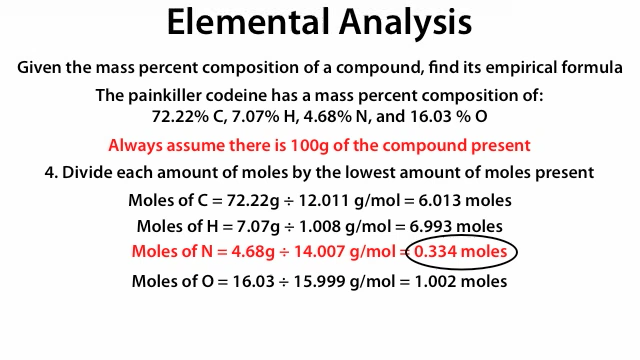 Elemental Analysis
Given the mass percent composition of a compound, find its empirical formula
The painkiller codeine has a mass percent composition of:
72.22% C, 7.07% H, 4.68% N, and 16.03 % O
Always assume there is 100g of the compound present
4. Divide each amount of moles by the lowest amount of moles present
Moles of C = 72.22g ÷ 12.011 g/mol = 6.013 moles
Moles of H = 7.07g ÷ 1.008 g/mol = 6.993 moles
Moles of N = 4.68g ÷ 14.007 g/mol = 0.334 moles
Moles of O = 16.03 ÷ 15.999 g/mol = 1.002 moles